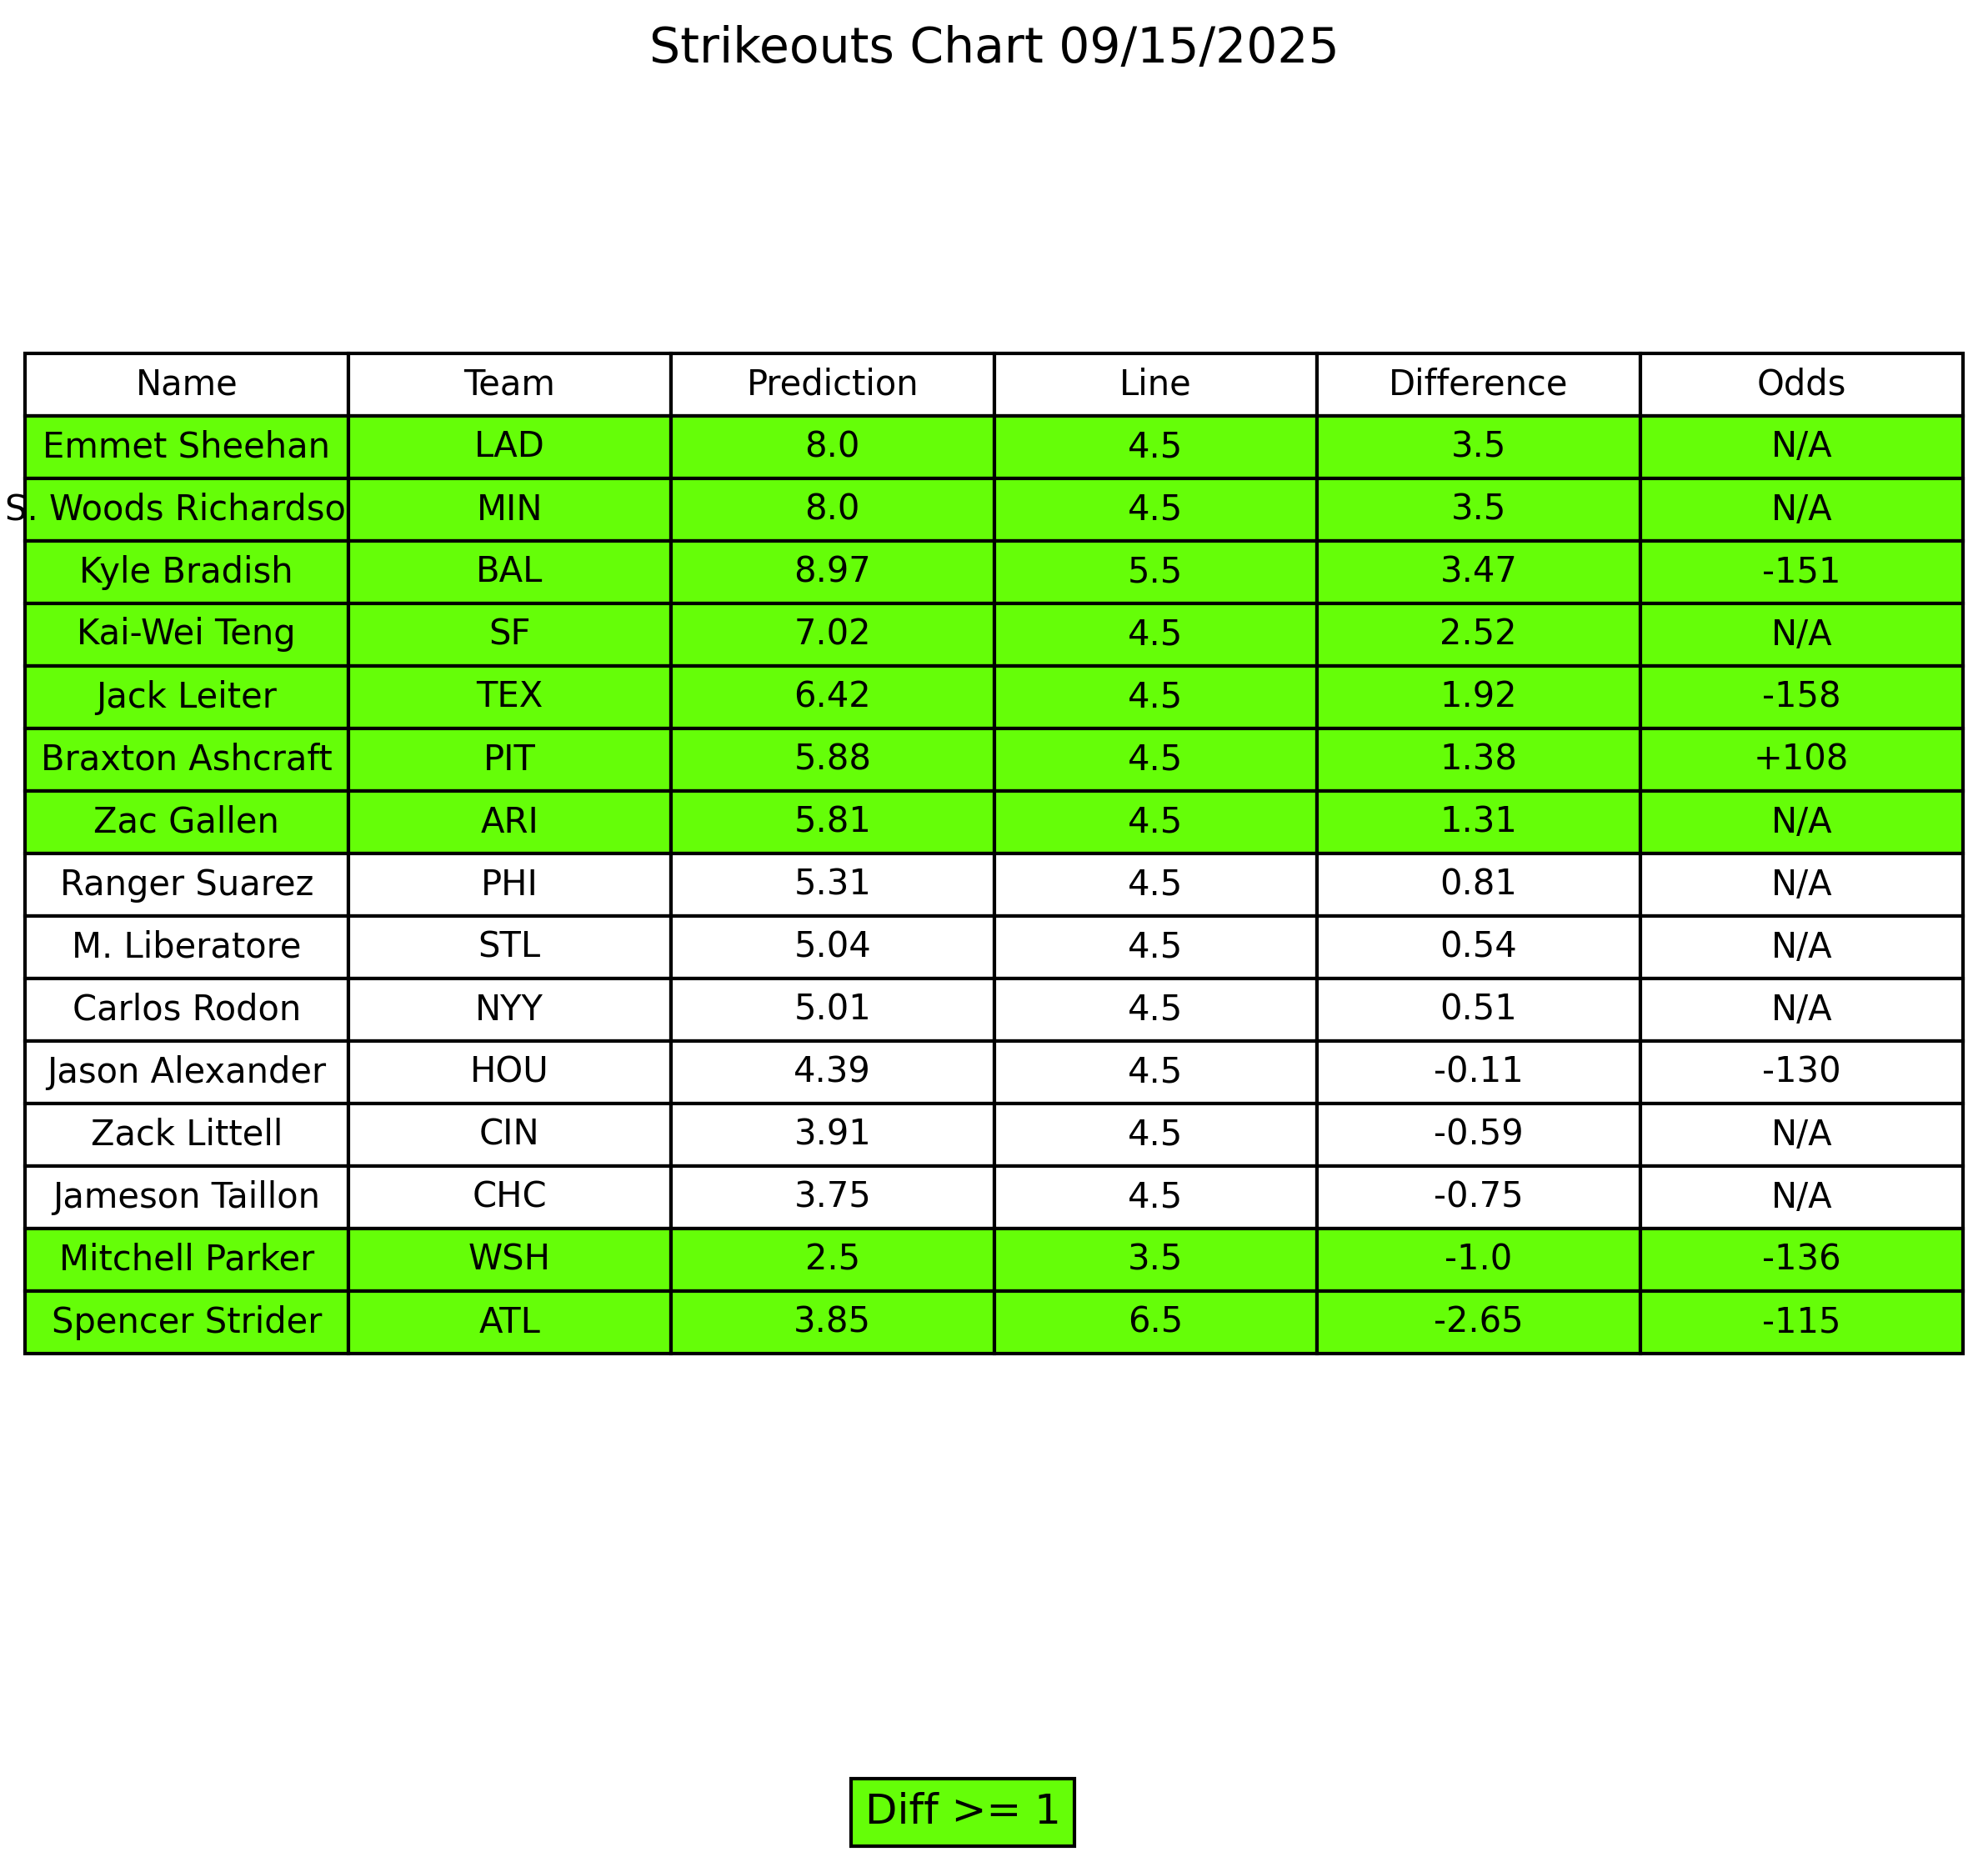 Strikeouts Chart 09/15/2025
Name Team Prediction Line Difference Odds
Emmet Sheehan LAD 8.0 4.5 3.5 N/A
S. Woods Richardso MIN 8.0 4.5 3.5 N/A
Kyle Bradish BAL 8.97 5.5 3.47 -151
Kai-Wei Teng SF 7.02 4.5 2.52 N/A
Jack Leiter TEX 6.42 4.5 1.92 -158
Braxton Ashcraft PIT 5.88 4.5 1.38 +108
Zac Gallen ARI 5.81 4.5 1.31 N/A
Ranger Suarez PHI 5.31 4.5 0.81 N/A
M. Liberatore STL 5.04 4.5 0.54 N/A
Carlos Rodon NYY 5.01 4.5 0.51 N/A
Jason Alexander HOU 4.39 4.5 -0.11 -130
Zack Littell CIN 3.91 4.5 -0.59 N/A
Jameson Taillon CHC 3.75 4.5 -0.75 N/A
Mitchell Parker WSH 2.5 3.5 -1.0 -136
Spencer Strider ATL 3.85 6.5 -2.65 -115
Diff >= 1